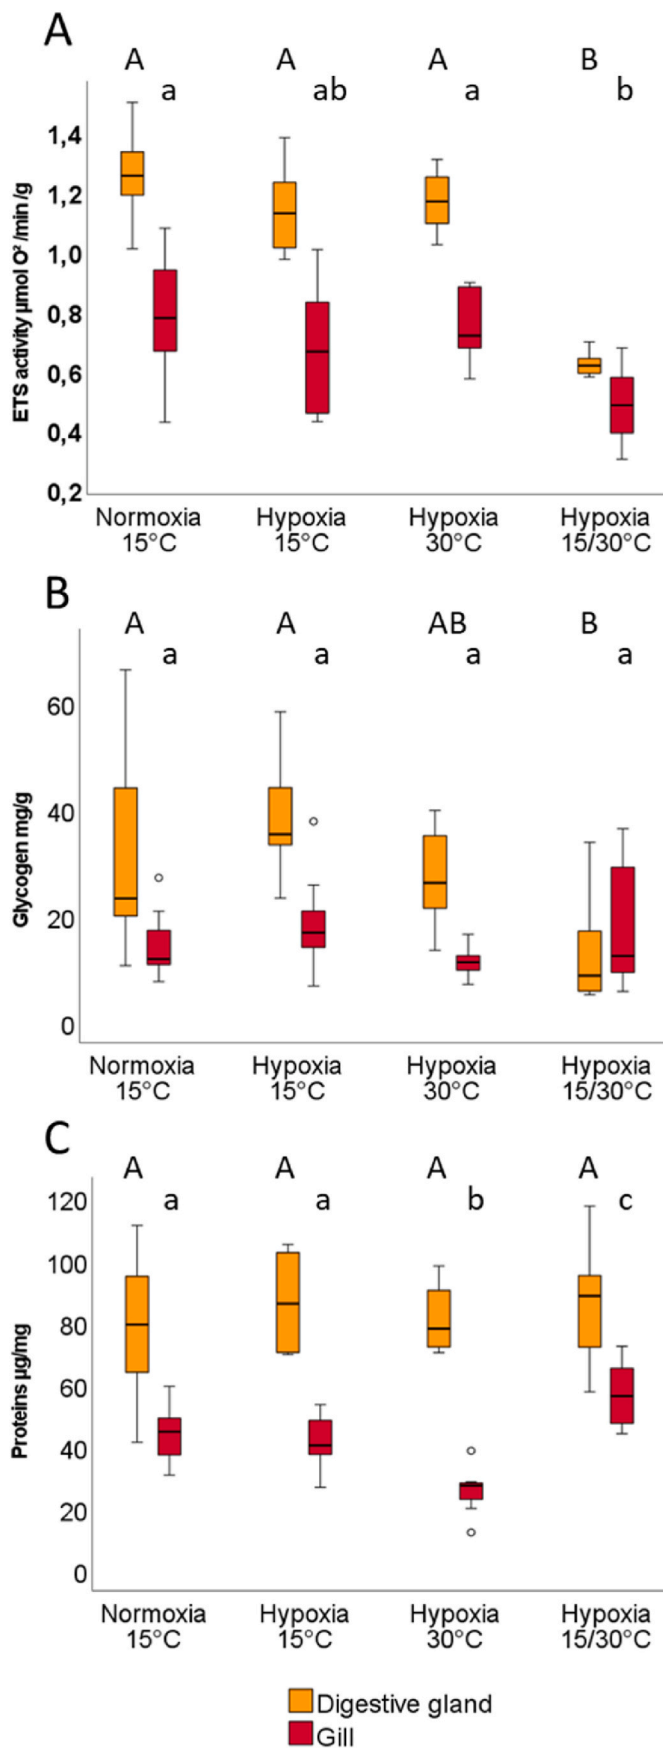 A
A A A B
a ab a b
1,4
1,2
1,0
0,8
0,6
0,4
0,2
ETS activity µmol O² /min /g
Normoxia Hypoxia Hypoxia Hypoxia
15°C 15°C 30°C 15/30°C
B
A A AB B
a a a a
60
40
20
0
Glycogen mg/g
Normoxia Hypoxia Hypoxia Hypoxia
15°C 15°C 30°C 15/30°C
C
A A A A
a a b c
120
100
80
60
40
20
0
Proteins µg/mg
Normoxia Hypoxia Hypoxia Hypoxia
15°C 15°C 30°C 15/30°C
Digestive gland
Gill